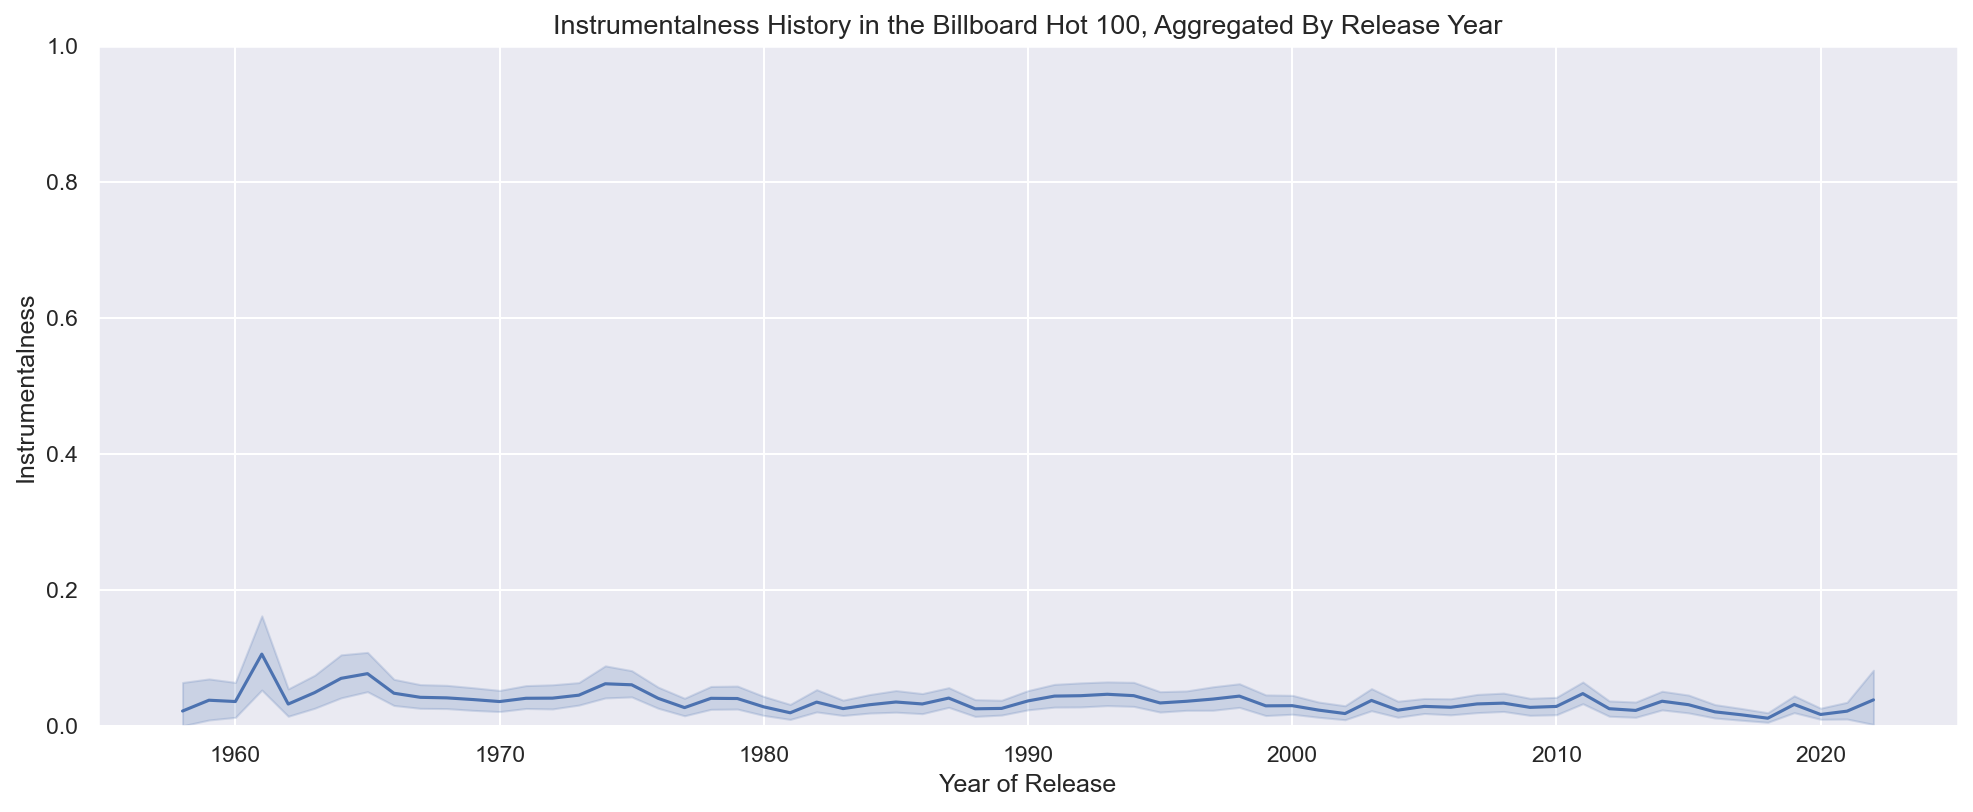 Instrumentalness History in the Billboard Hot 100, Aggregated By Release Year
1.0
0.8
0.6
0.4
0.2
0.0
Instrumentalness
1960 1970 1980 1990 2000 2010 2020
Year of Release